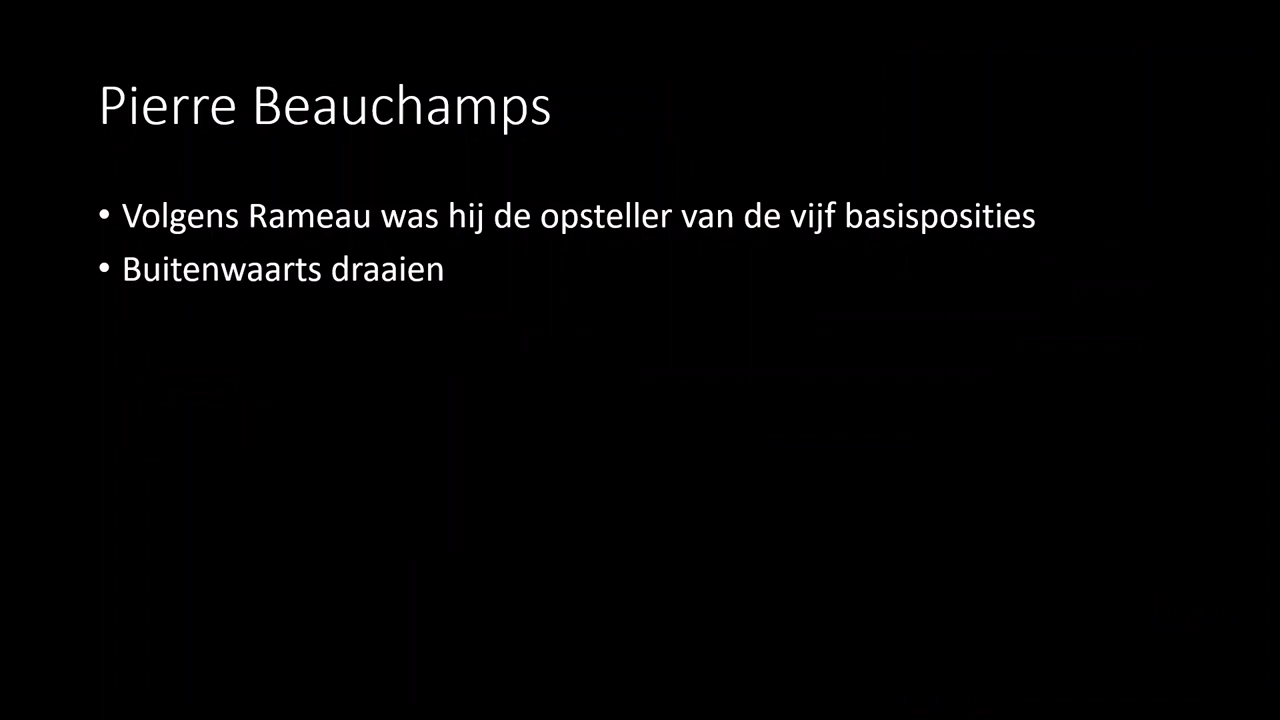 Pierre Beauchamps
• Volgens Rameau was hij de opsteller van de vijf basisposities
• Buitenwaarts draaien